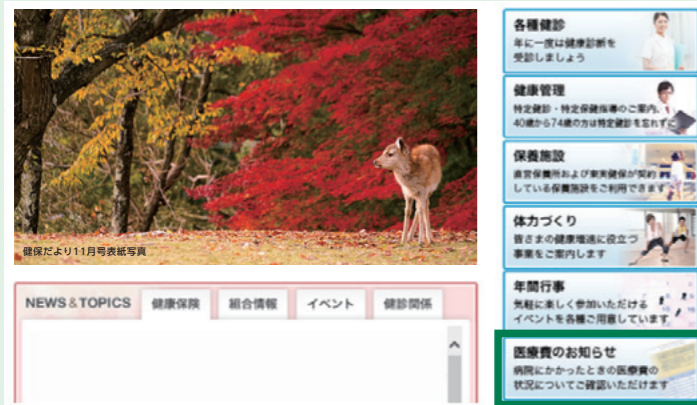 健保だより11月号表紙写真
NEWS & TOPICS
健康保険
組合情報
イベント
健診関係
各種健診
年に一度は健康診断を
受診しましょう
健康管理
特定健診・特定保健指導のご案内。
40歳から74歳の方は特定健診を忘れずに
保養施設
直営保養所および東実健保が契約
している保養施設をご利用できます
体力づくり
皆さまの健康増進に役立つ
事業をご案内します
年間行事
気軽に楽しく参加いただける
イベントを各種ご用意しています
医療費のお知らせ
病院にかかったときの医療費の
状況についてご確認いただけます